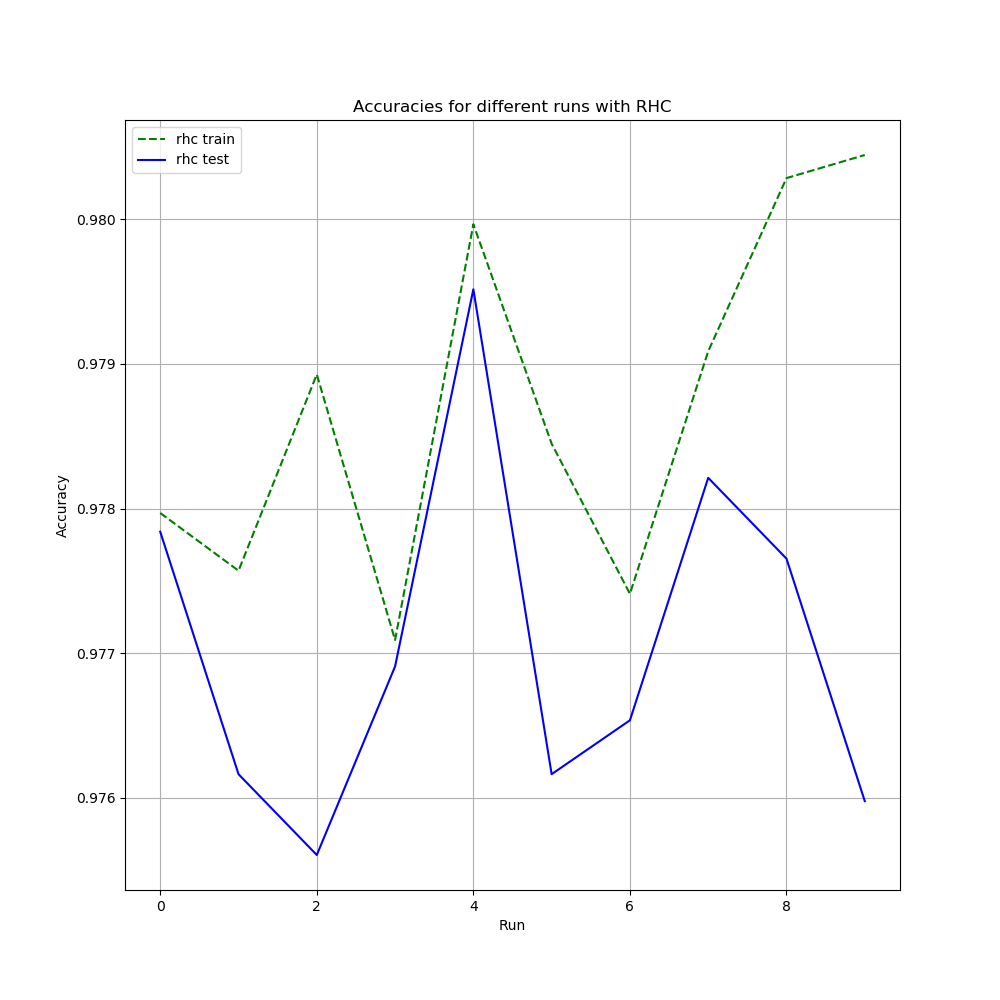 Accuracies for different runs with RHC
rhc train
rhc test
0.980
0.979
0.978
0.977
0.976
Accuracy
0 2 4 6 8
Run